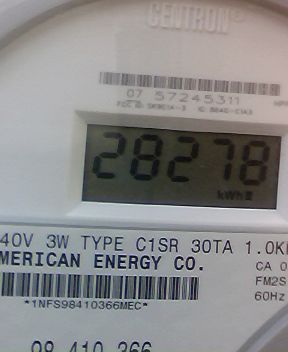 CENTRON®
07 57245311
28278
kWh
40V 3W TYPE C1SR 30TA 1.0K
MERICAN ENERGY CO.
CA 0
FM2S
60Hz
*1NFS98410366MEC*
98 410 366